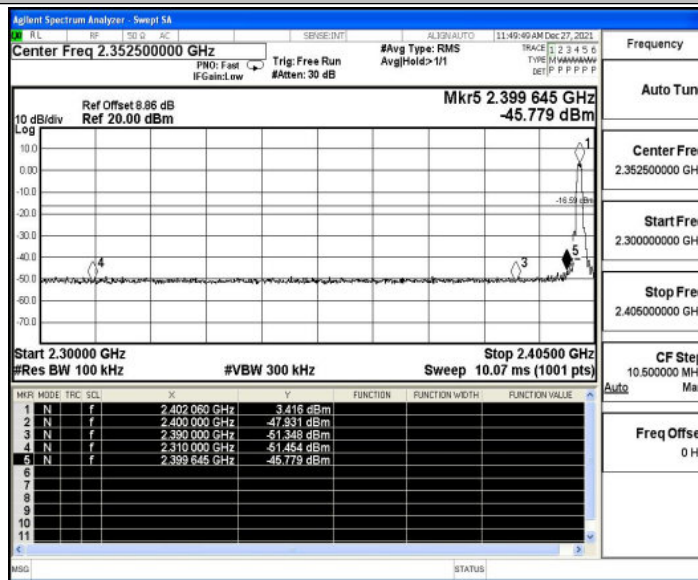 Agilent Spectrum Analyzer - Swept SA
RL RF 50 Ω AC SENSE:INT ALIGN AUTO 11:49:49 AM Dec 27, 2021
Center Freq 2.352500000 GHz
PNO: Fast
IFGain:Low
Trig: Free Run
#Atten: 30 dB
#Avg Type: RMS
Avg|Hold:> 1/1
TRACE 1 2 3 4 5 6
TYPE M
DET P P P P P P
Mkr5 2.399 645 GHz
-45.779 dBm
Ref Offset 8.86 dB
10 dB/div Ref 20.00 dBm
Log
10.0
0.00
-10.0
-20.0
-30.0
-40.0
-50.0
-60.0
-70.0
1
-16.59 dBm
4
3
5
Start 2.30000 GHz Stop 2.40500 GHz
#Res BW 100 kHz #VBW 300 kHz Sweep 10.07 ms (1001 pts)
MKR MODE TRC SCL X Y FUNCTION FUNCTION WIDTH FUNCTION VALUE
1 N f 2.402 060 GHz 3.416 dBm
2 N f 2.400 000 GHz -47.931 dBm
3 N f 2.390 000 GHz -51.348 dBm
4 N f 2.310 000 GHz -51.454 dBm
5 N f 2.399 645 GHz -45.779 dBm
6
7
8
9
10
11
MSG STATUS
Frequency
Auto Tun
Center Fre
2.352500000 GH
Start Fre
2.300000000 GH
Stop Fre
2.405000000 GH
CF Step
10.500000 MH
Auto Ma
Freq Offse
0 H